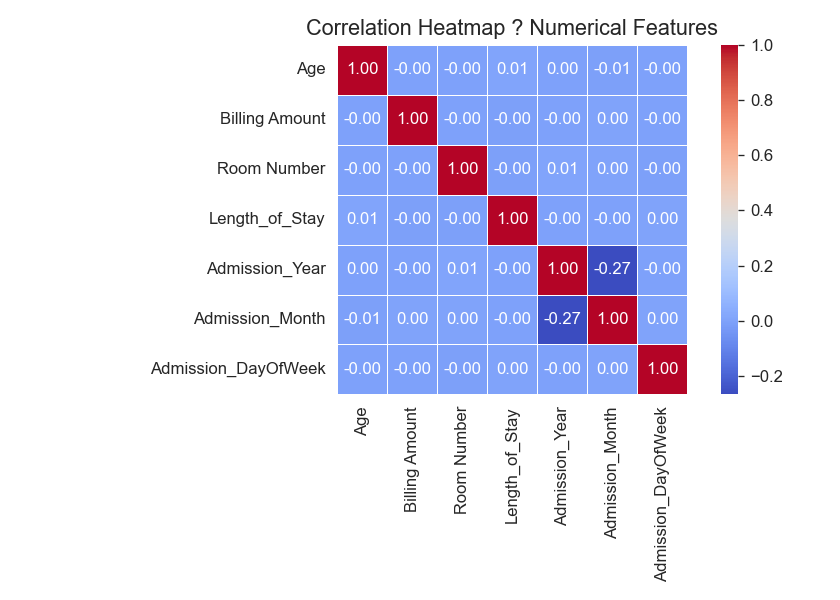 Correlation Heatmap ? Numerical Features
Age 1.00 -0.00 -0.00 0.01 0.00 -0.01 -0.00
Billing Amount -0.00 1.00 -0.00 -0.00 -0.00 0.00 -0.00
Room Number -0.00 -0.00 1.00 -0.00 0.01 0.00 -0.00
Length_of_Stay 0.01 -0.00 -0.00 1.00 -0.00 -0.00 0.00
Admission_Year 0.00 -0.00 0.01 -0.00 1.00 -0.27 -0.00
Admission_Month -0.01 0.00 0.00 -0.00 -0.27 1.00 0.00
Admission_DayOfWeek -0.00 -0.00 -0.00 0.00 -0.00 0.00 1.00
Age
Billing Amount
Room Number
Length_of_Stay
Admission_Year
Admission_Month
Admission_DayOfWeek
1.0
0.8
0.6
0.4
0.2
0.0
−0.2